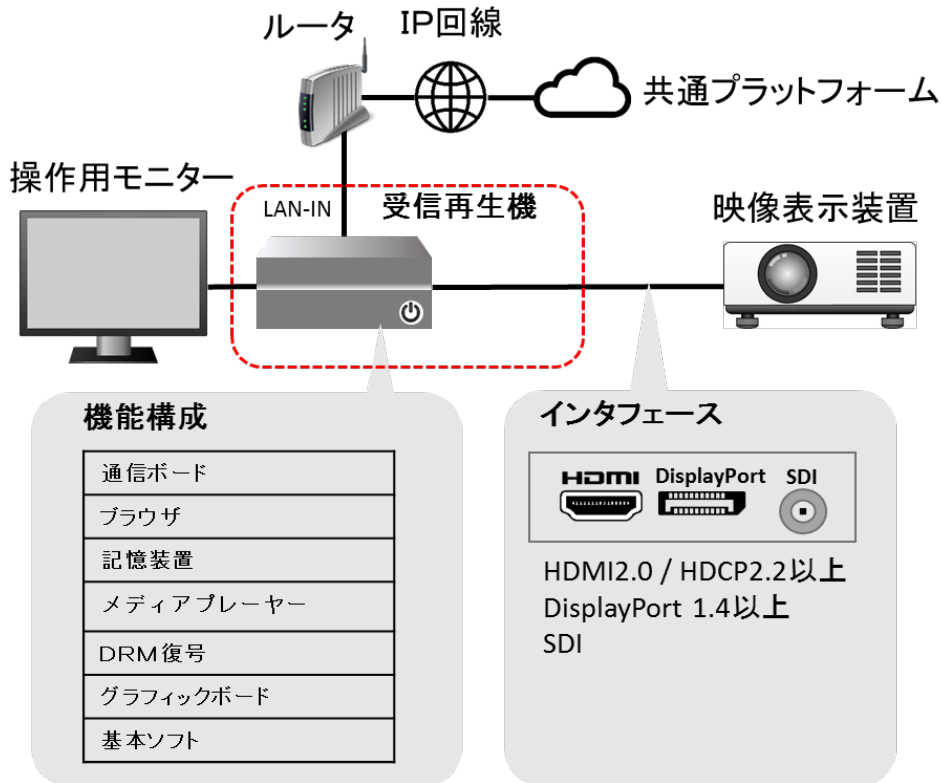 ルータ
IP回線
共通プラットフォーム
操作用モニター
LAN-IN
受信再生機
映像表示装置
機能構成
通信ボード
ブラウザ
記憶装置
メディアプレーヤー
DRM復号
グラフィックボード
基本ソフト
インタフェース
HDMI DisplayPort SDI
HDMI2.0 / HDCP2.2以上
DisplayPort 1.4以上
SDI